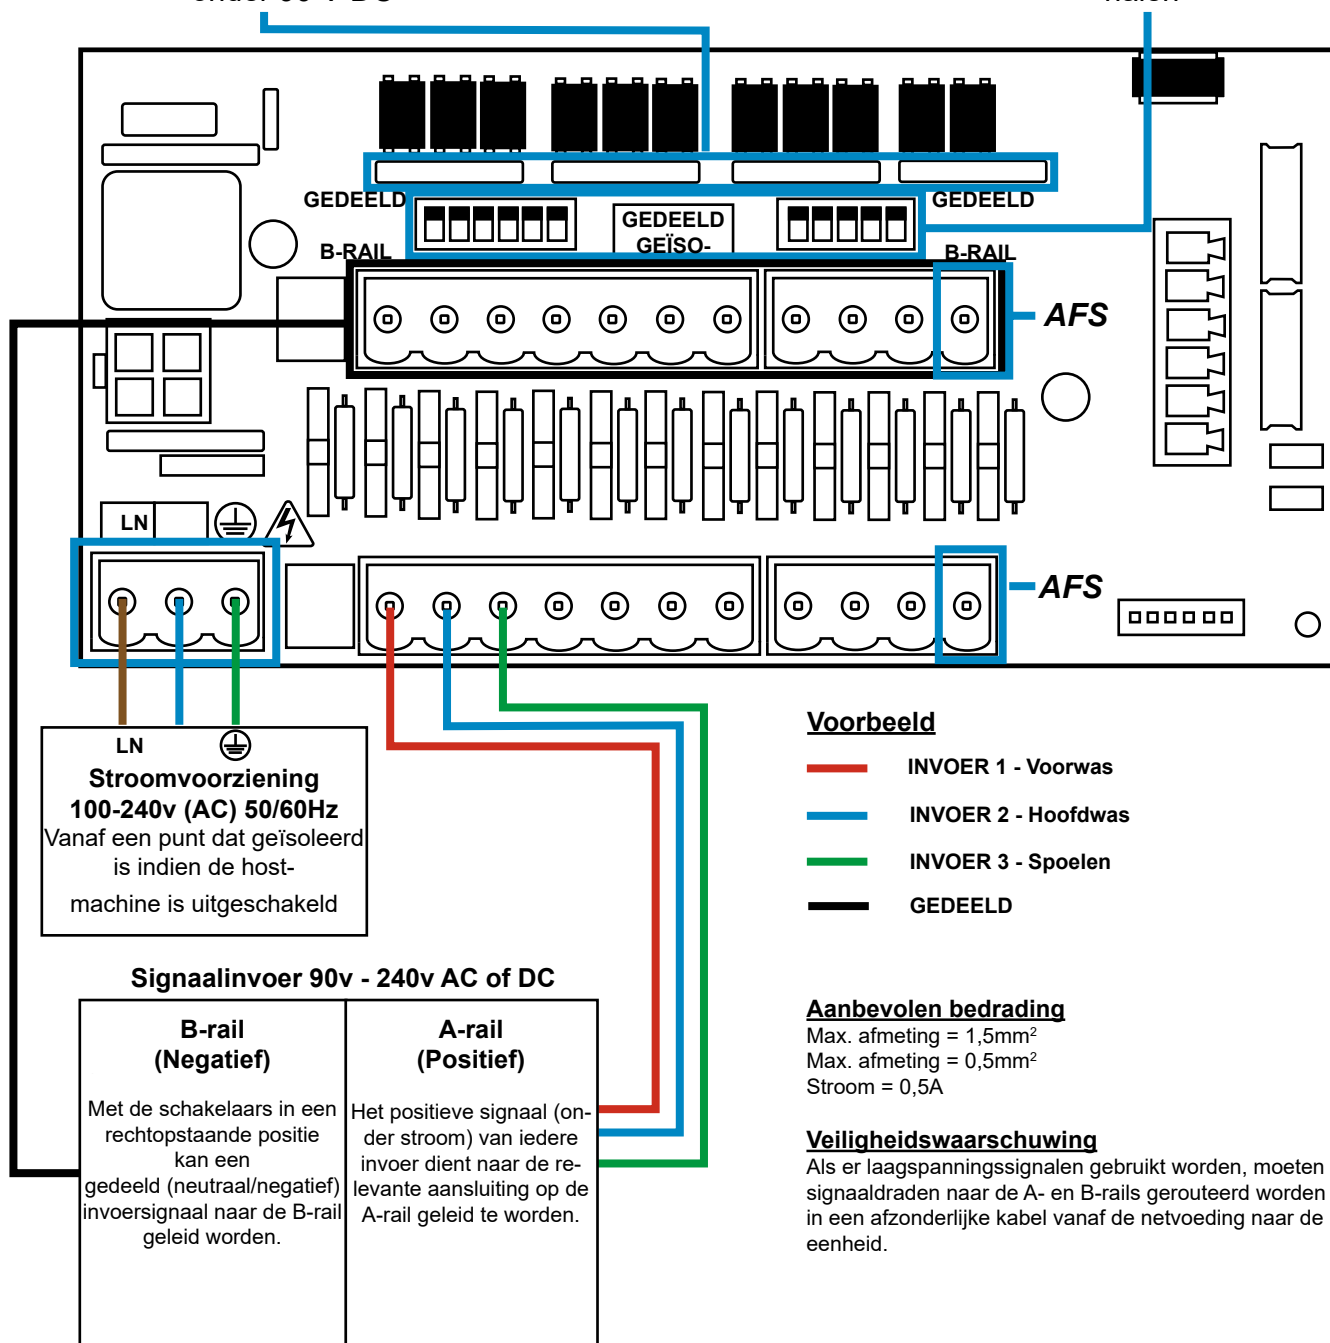 GEDEELD
GEDEELD
GEÏSO-
GEDEELD
B-RAIL
B-RAIL
AFS
LN
AFS
LN
Stroomvoorziening
100-240v (AC) 50/60Hz
Vanaf een punt dat geïsoleerd
is indien de host-
machine is uitgeschakeld
Voorbeeld
INVOER 1 - Voorwas
INVOER 2 - Hoofdwas
INVOER 3 - Spoelen
GEDEELD
Signaalinvoer 90v - 240v AC of DC
B-rail
(Negatief)
Met de schakelaars in een
rechtopstaande positie
kan een
gedeeld (neutraal/negatief)
invoersignaal naar de B-rail
geleid worden.
A-rail
(Positief)
Het positieve signaal (on-
der stroom) van iedere
invoer dient naar de re-
levante aansluiting op de
A-rail geleid te worden.
Aanbevolen bedrading
Max. afmeting = 1,5mm²
Max. afmeting = 0,5mm²
Stroom = 0,5A
Veiligheidswaarschuwing
Als er laagspanningssignalen gebruikt worden, moeten
signaaldraden naar de A- en B-rails gerouteerd worden
in een afzonderlijke kabel vanaf de netvoeding naar de
eenheid.